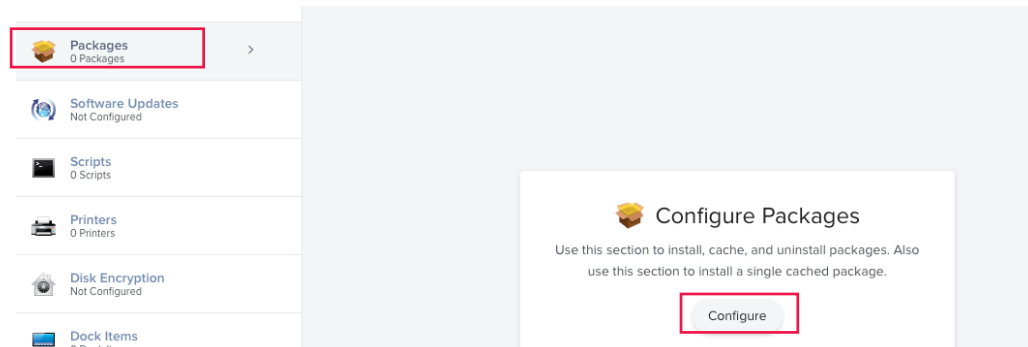 Packages
0 Packages
Software Updates
Not Configured
Scripts
0 Scripts
Printers
0 Printers
Disk Encryption
Not Configured
Dock Items
Configure Packages
Use this section to install, cache, and uninstall packages. Also
use this section to install a single cached package.
Configure